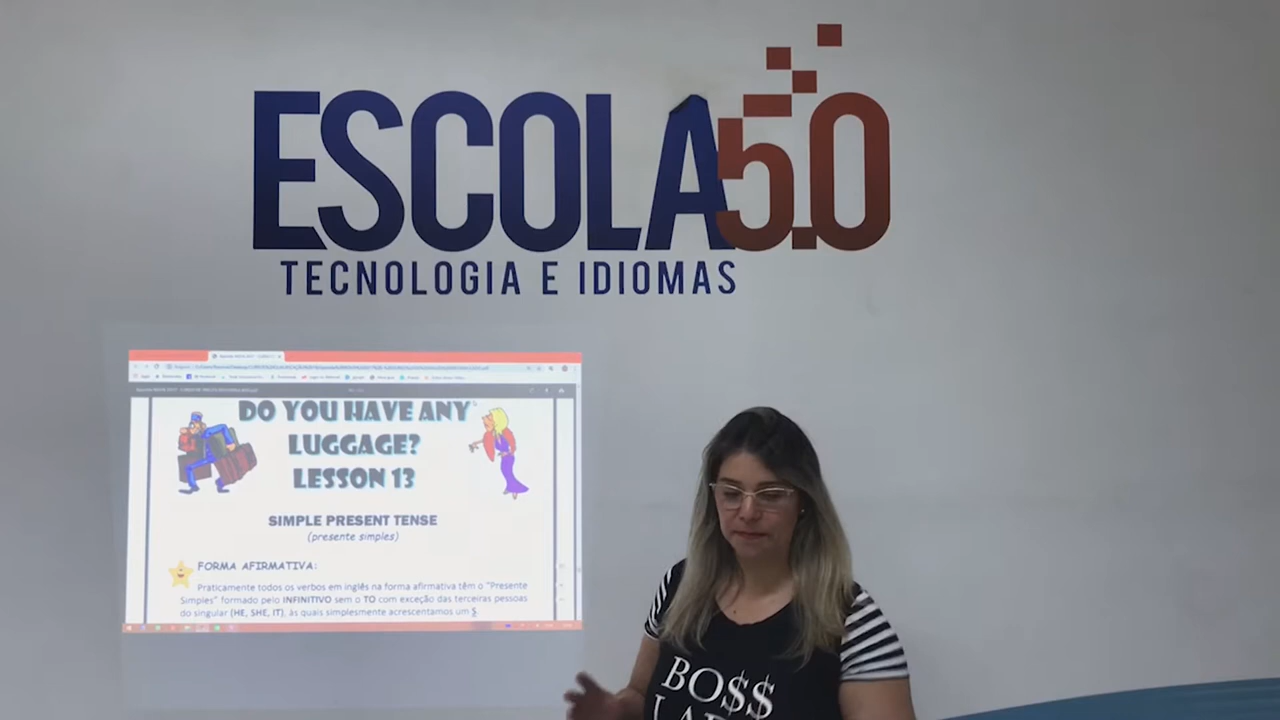 ESCOLA 5.0
TECNOLOGIA E IDIOMAS
DO YOU HAVE ANY
LUGGAGE?
LESSON 13
SIMPLE PRESENT TENSE
(presente simples)
FORMA AFIRMATIVA:
Praticamente todos os verbos em inglês na forma afirmativa têm o "Presente
Simples" formado pelo INFINITIVO sem o TO com exceção das terceiras pessoas
do singular (HE, SHE, IT), às quais simplesmente acrescentamos um S.
BO$$